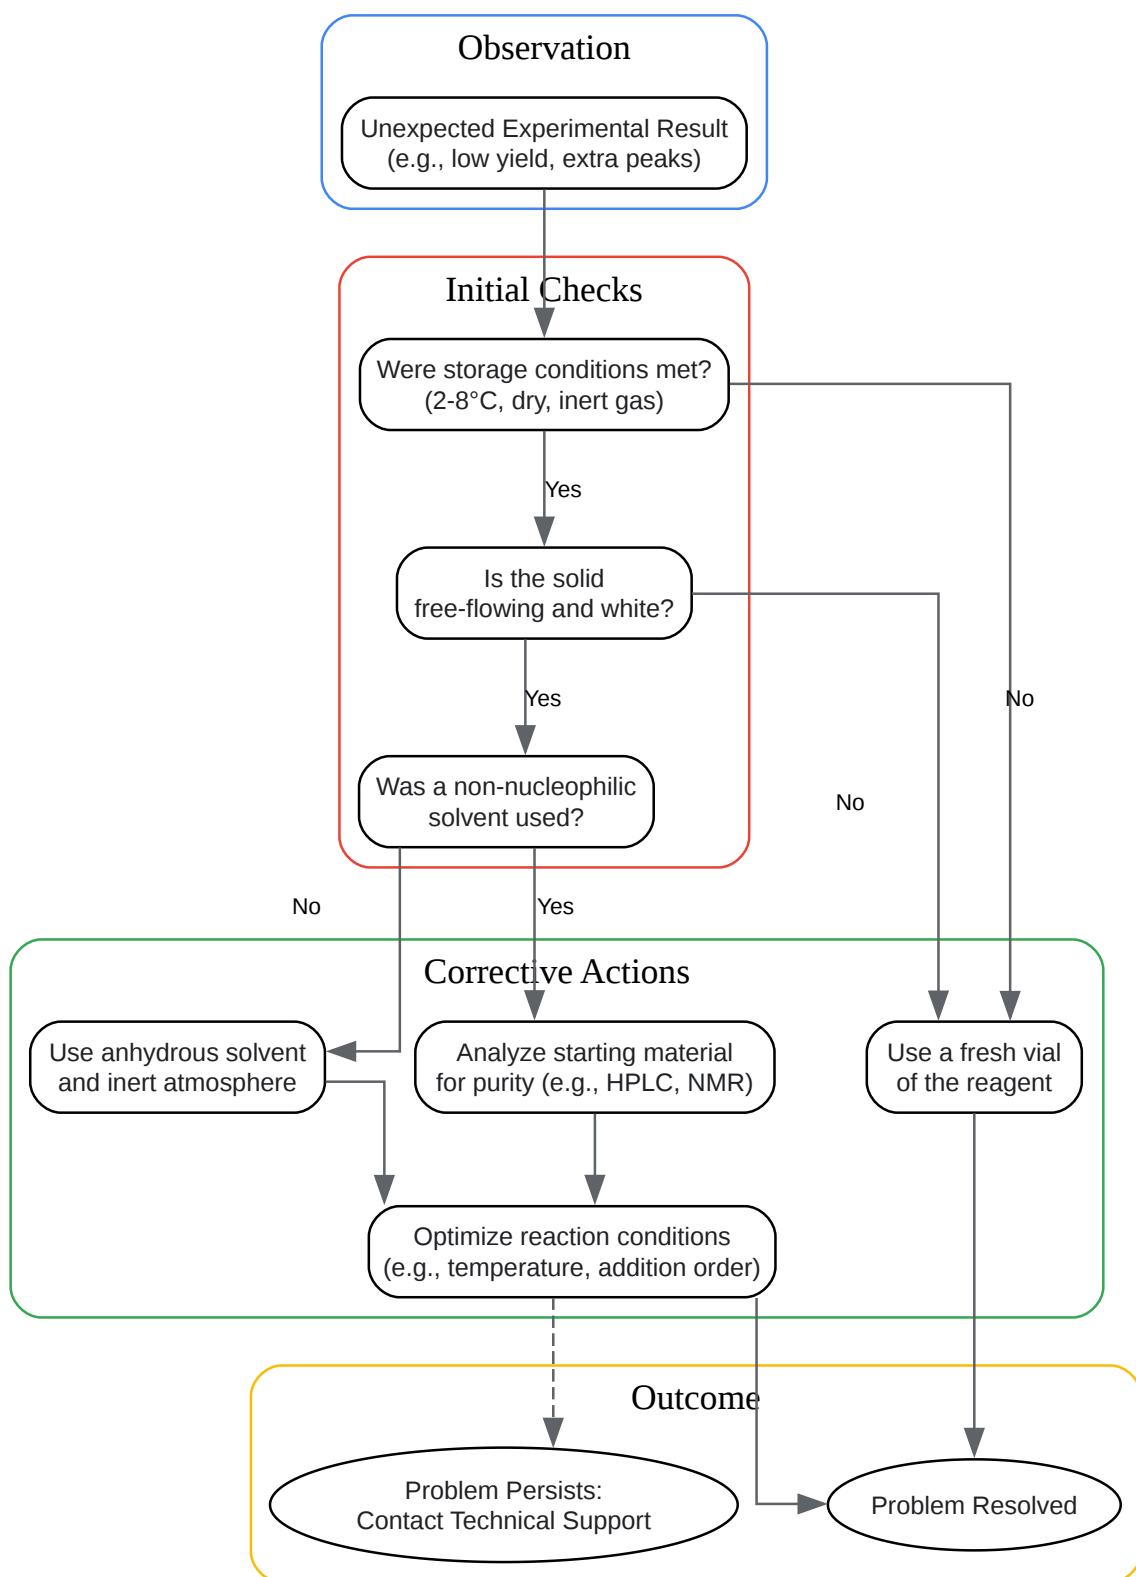 Observation
Unexpected Experimental Result
(e.g., low yield, extra peaks)
Initial Checks
Were storage conditions met?
(2-8°C, dry, inert gas)
Yes
Is the solid
free-flowing and white?
Yes
No
Was a non-nucleophilic
solvent used?
No
No
Yes
Corrective Actions
Use anhydrous solvent
and inert atmosphere
Analyze starting material
for purity (e.g., HPLC, NMR)
Use a fresh vial
of the reagent
Optimize reaction conditions
(e.g., temperature, addition order)
Outcome
Problem Persists:
Contact Technical Support
Problem Resolved